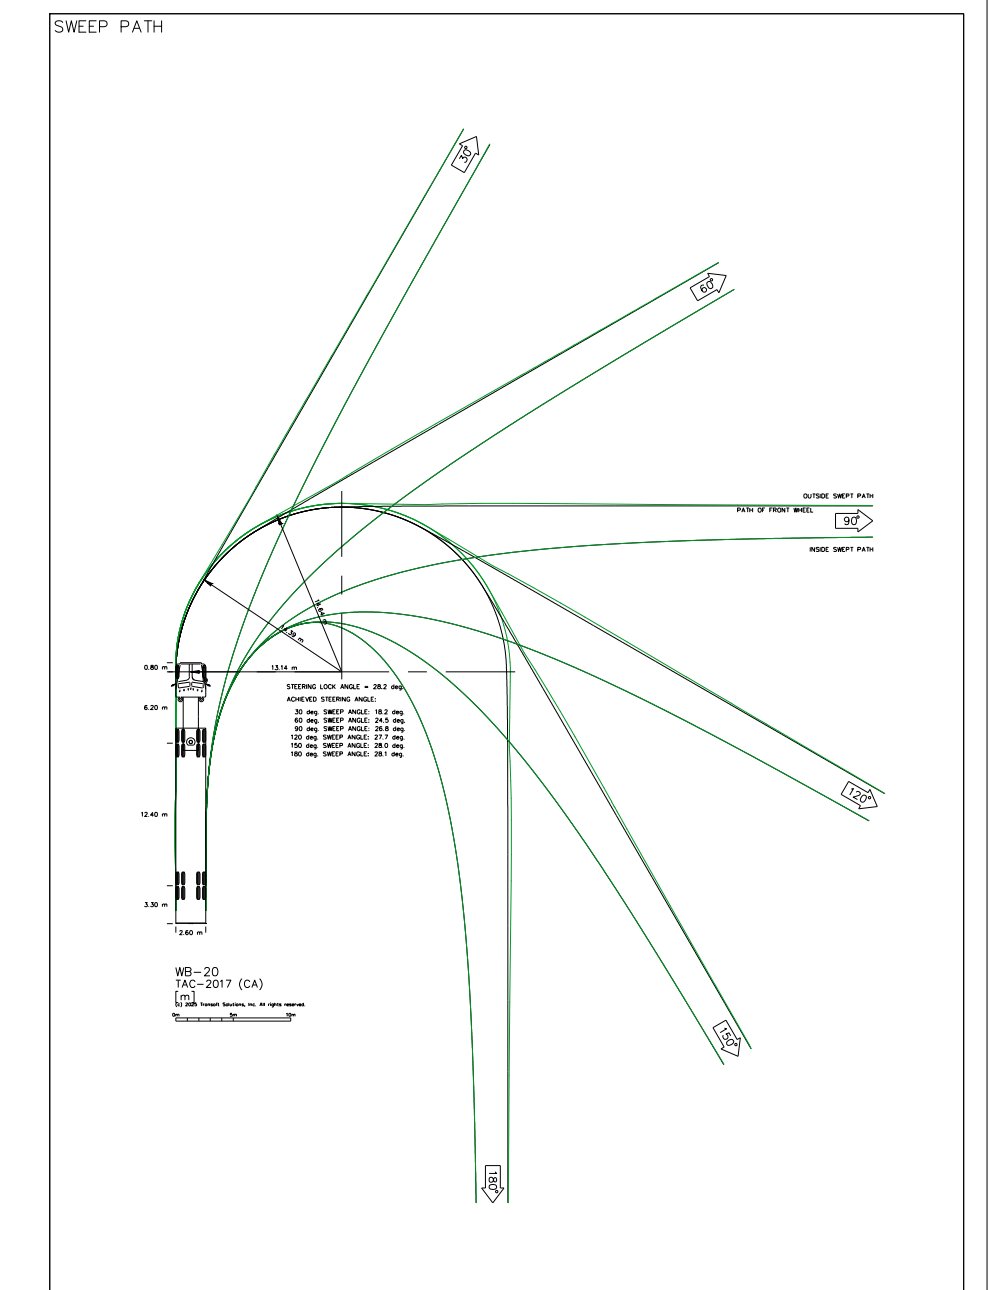 SWEEP PATH
30°
60°
OUTSIDE SWEPT PATH
PATH OF FRONT WHEEL
90°
INSIDE SWEPT PATH
14.64 m
14.39 m
0.80 m
13.14 m
STEERING LOCK ANGLE = 28.2 deg.
ACHIEVED STEERING ANGLE:
30 deg. SWEEP ANGLE: 18.2 deg.
60 deg. SWEEP ANGLE: 24.5 deg.
90 deg. SWEEP ANGLE: 26.8 deg.
120 deg. SWEEP ANGLE: 27.7 deg.
150 deg. SWEEP ANGLE: 28.0 deg.
180 deg. SWEEP ANGLE: 28.1 deg.
6.20 m
120°
12.40 m
3.30 m
2.60 m
WB-20
TAC-2017 (CA)
[m]
(c) 2025 Transoft Solutions, Inc. All rights reserved.
0m 5m 10m
150°
180°